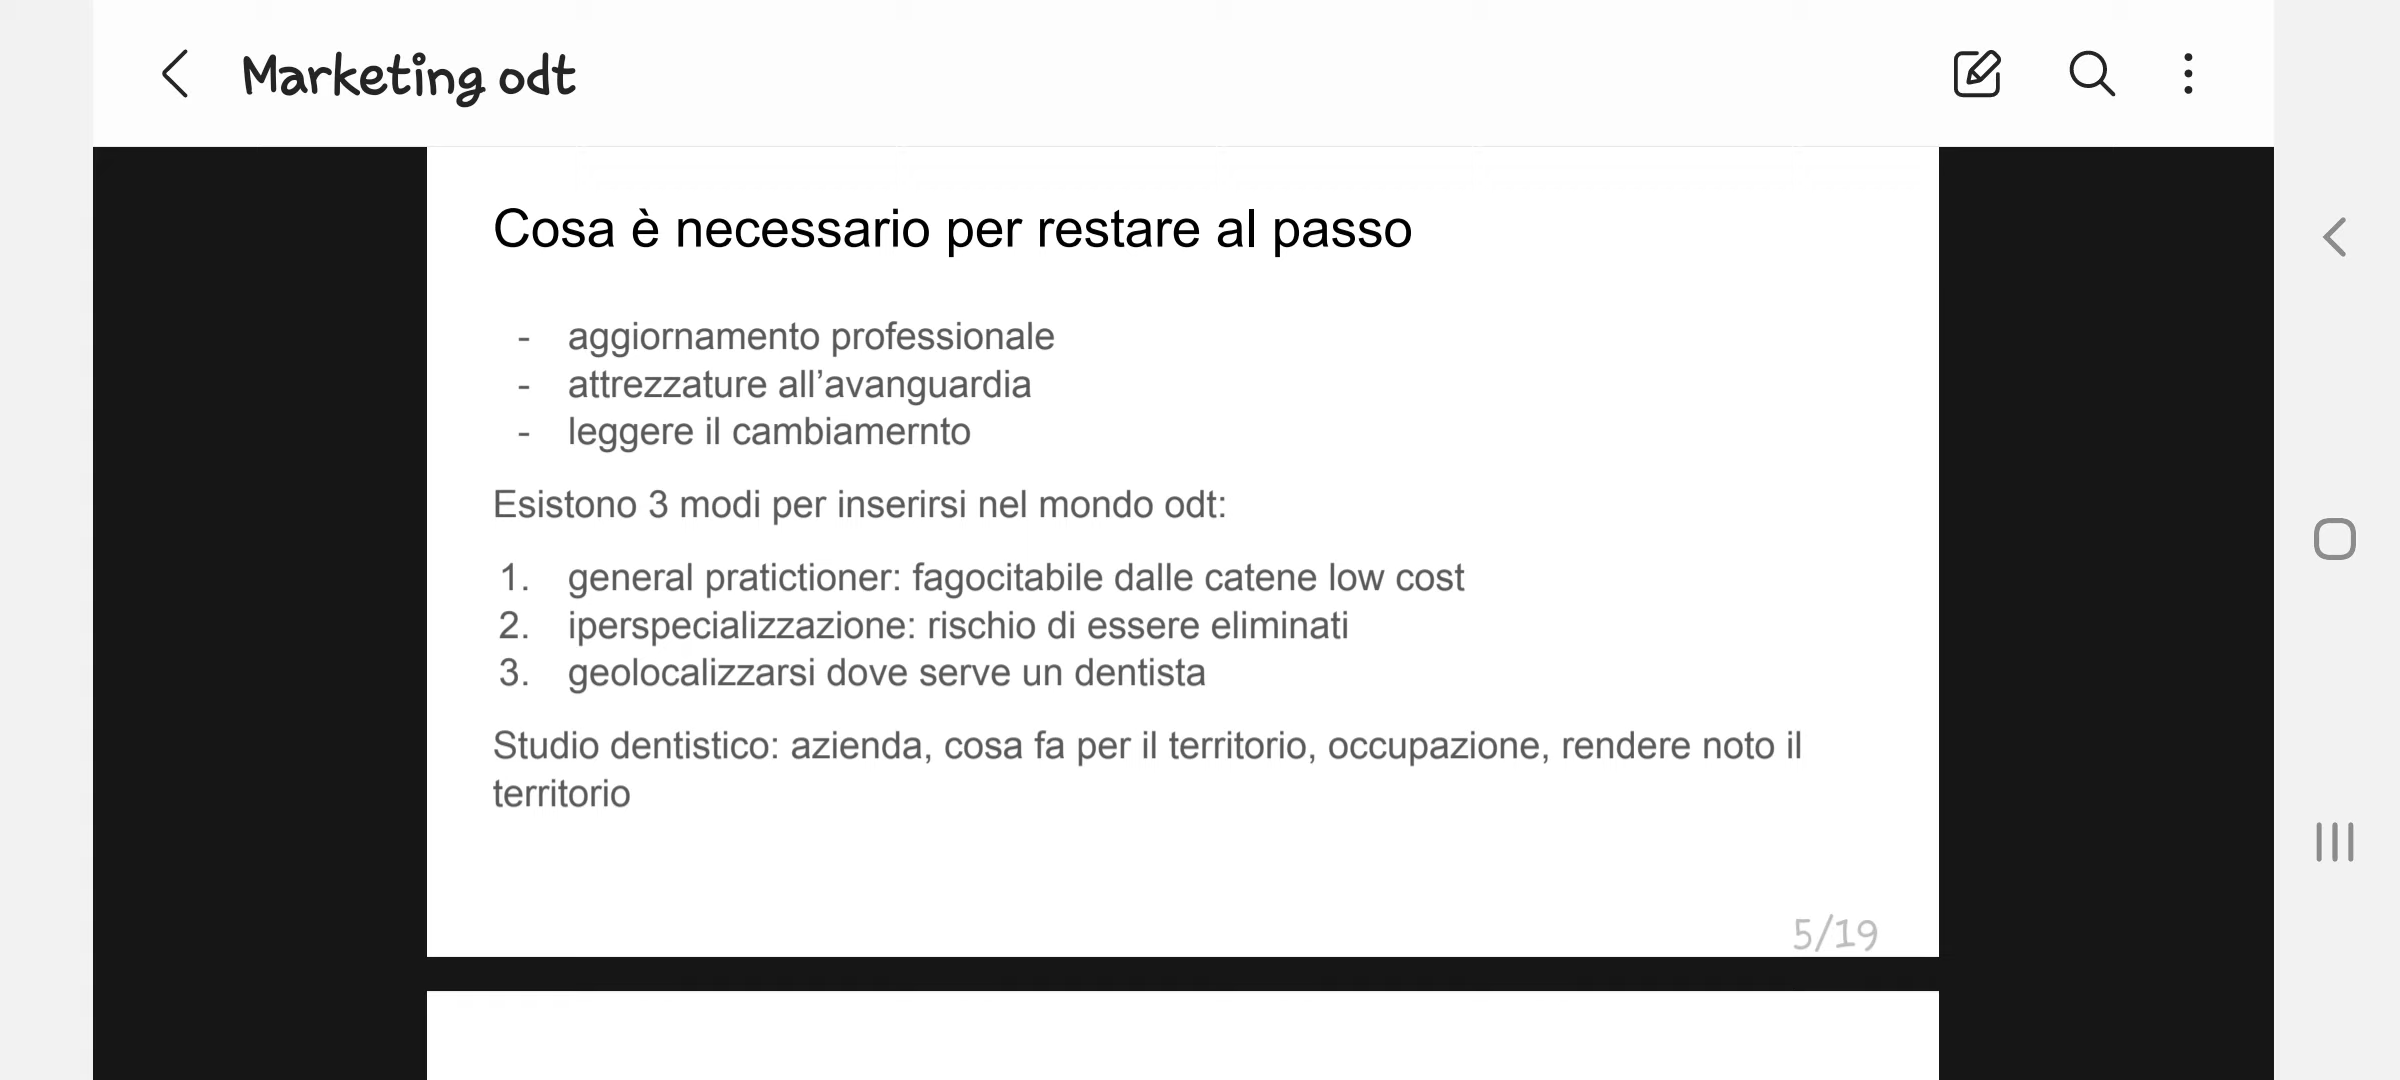 Marketing odt
Cosa è necessario per restare al passo
- aggiornamento professionale
- attrezzature all’avanguardia
- leggere il cambiamernto
Esistono 3 modi per inserirsi nel mondo odt:
1. general pratictioner: fagocitabile dalle catene low cost
2. iperspecializzazione: rischio di essere eliminati
3. geolocalizzarsi dove serve un dentista
Studio dentistico: azienda, cosa fa per il territorio, occupazione, rendere noto il
territorio
5/19